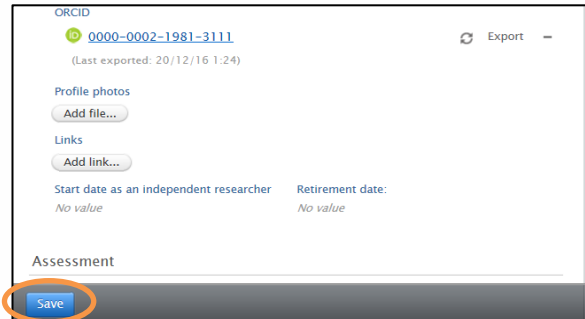 ORCID
iD 0000-0002-1981-3111 Export –
(Last exported: 20/12/16 1:24)
Profile photos
Add file...
Links
Add link...
Start date as an independent researcher Retirement date:
No value No value
Assessment
Save